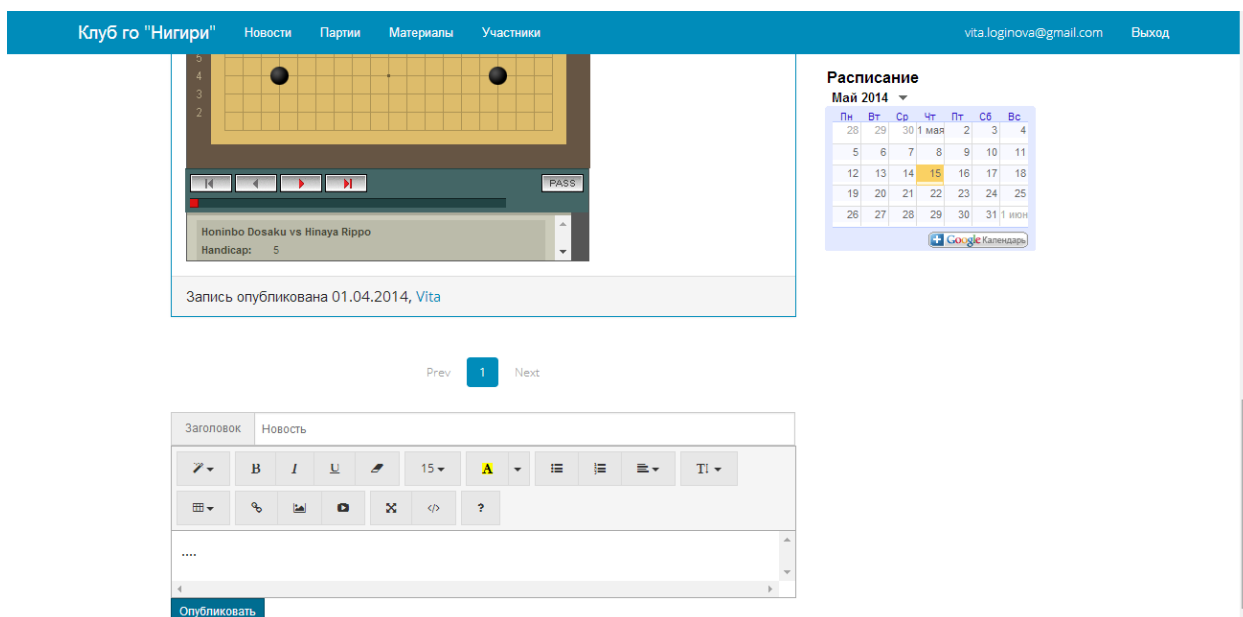 Клуб го "Нигири" Новости Партии Материалы Участники vita.loginova@gmail.com Выход
5
4
3
2
PASS
Honinbo Dosaku vs Hinaya Rippo
Handicap: 5
Запись опубликована 01.04.2014, Vita
Prev 1 Next
Заголовок Новость
B I U 15 A TI
</> ?
....
Опубликовать
Расписание
Май 2014
Пн Вт Ср Чт Пт Сб Вс
28 29 30 1 мая 2 3 4
5 6 7 8 9 10 11
12 13 14 15 16 17 18
19 20 21 22 23 24 25
26 27 28 29 30 31 1 июн
Google Календарь